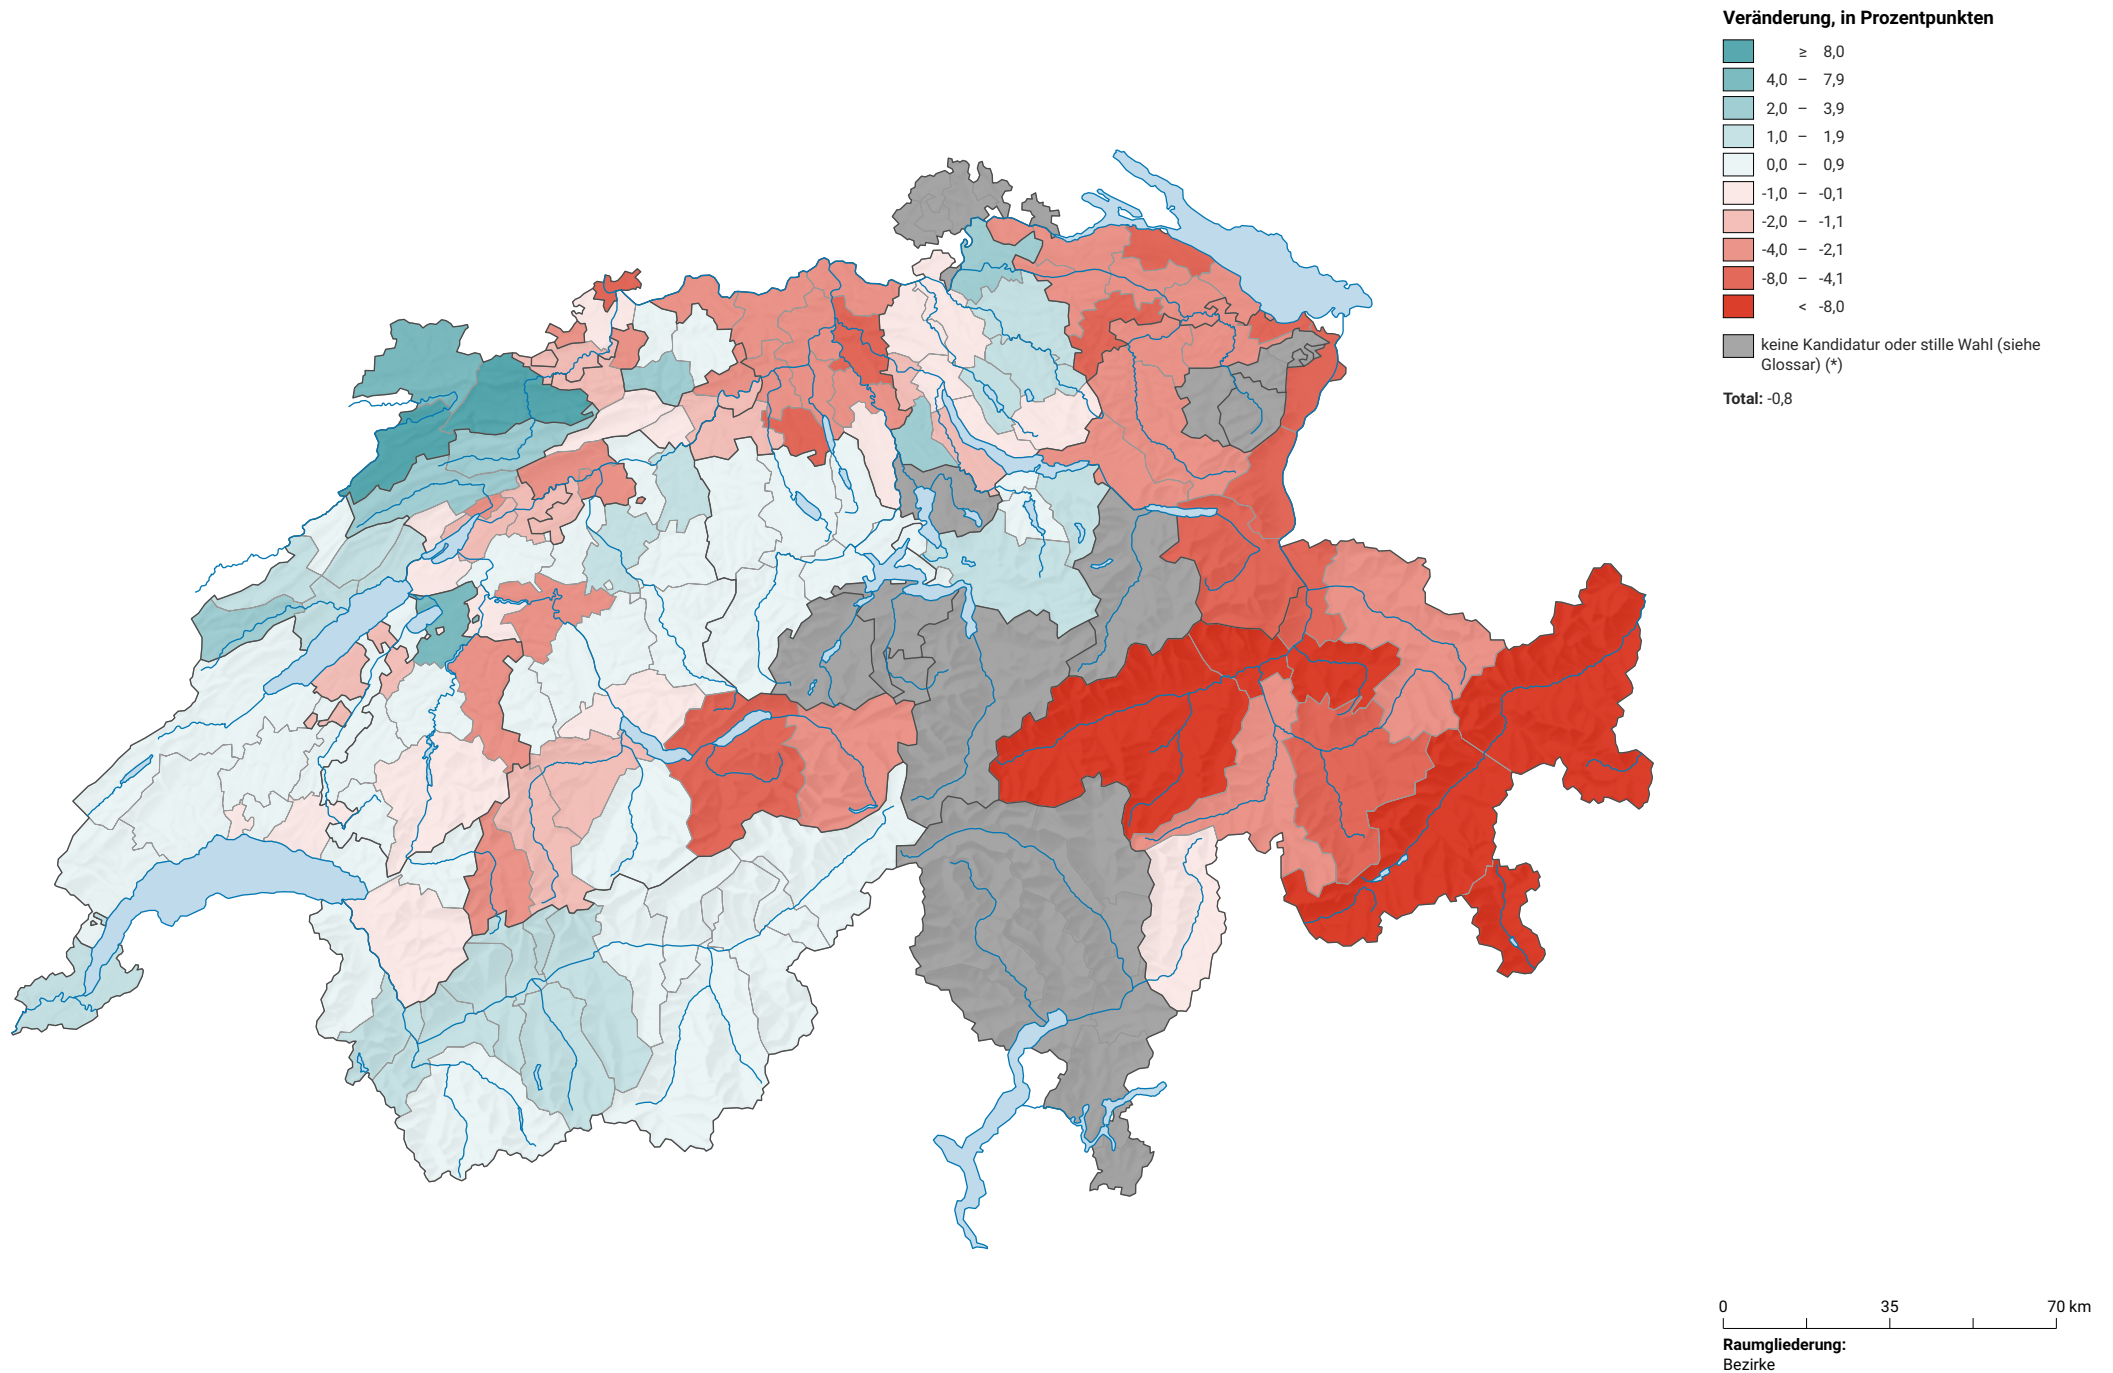 Veränderung, in Prozentpunkten
≥ 8,0
4,0 – 7,9
2,0 – 3,9
1,0 – 1,9
0,0 – 0,9
-1,0 – -0,1
-2,0 – -1,1
-4,0 – -2,1
-8,0 – -4,1
< -8,0
keine Kandidatur oder stille Wahl (siehe
Glossar) (*)
Total: -0,8
0 35 70 km
Raumgliederung:
Bezirke